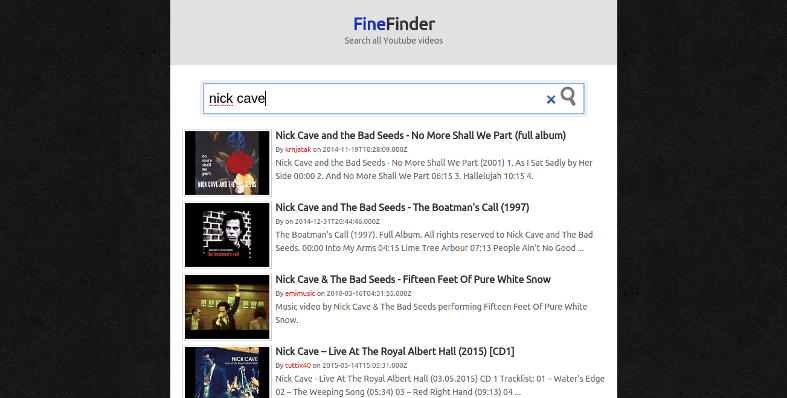 FineFinder
Search all Youtube videos
nick cave
Nick Cave and the Bad Seeds - No More Shall We Part (full album)
By krnjatak on 2014-11-19T10:28:09.000Z
Nick Cave and the Bad Seeds - No More Shall We Part (2001) 1. As I Sat Sadly by Her
Side 00:00 2. And No More Shall We Part 06:15 3. Hallelujah 10:15 4.
no
more
shall
we
part
NICK CAVE AND THE BAD SEEDS
Nick Cave and The Bad Seeds - The Boatman's Call (1997)
By on 2014-12-31T20:44:46.000Z
The Boatman's Call (1997). Full Album. All rights reserved to Nick Cave and The Bad
Seeds. 00:00 Into My Arms 04:15 Lime Tree Arbour 07:13 People Ain't No Good ...
the boatman's call
Nick Cave & The Bad Seeds - Fifteen Feet Of Pure White Snow
By emimusic on 2010-03-16T04:31:55.000Z
Music video by Nick Cave & The Bad Seeds performing Fifteen Feet Of Pure White
Snow.
Nick Cave – Live At The Royal Albert Hall (2015) [CD1]
By tuttix40 on 2015-05-14T15:05:31.000Z
Nick Cave - Live At The Royal Albert Hall (03.05.2015) CD 1 Tracklist: 01 – Water's Edge
02 – The Weeping Song (05:34) 03 – Red Right Hand (09:13) 04 ...
NICK CAVE